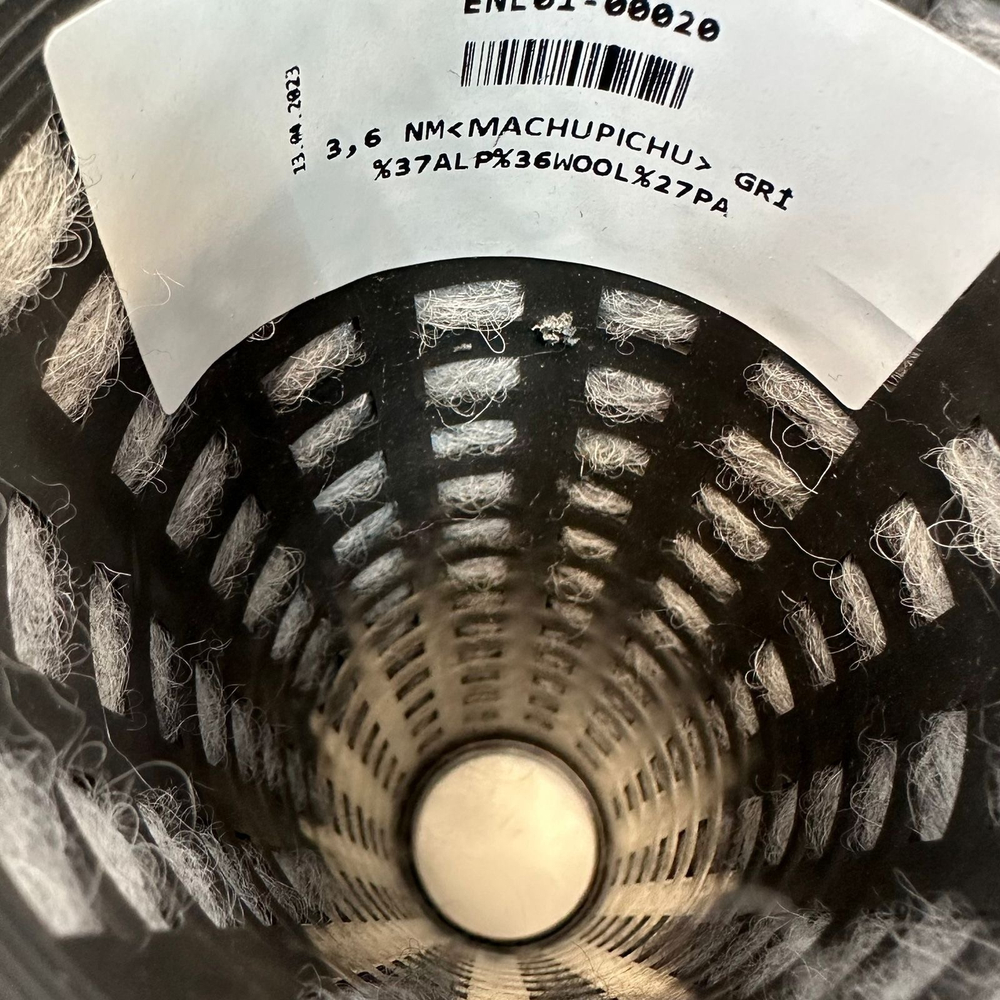 ENL01-00020
13.04.2023
3,6 NM<MACHUPICHU> GRI
%37ALP%36WOOL%27PA